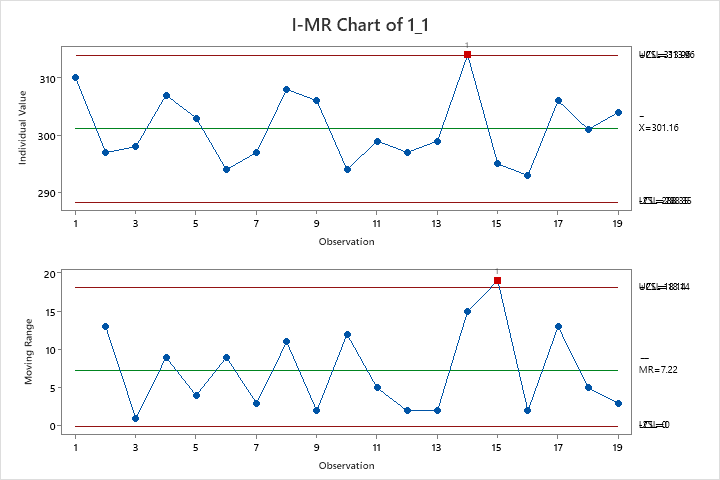 I-MR Chart of 1_1
Individual Value
310
300
290
1
X=301.16
1 3 5 7 9 11 13 15 17 19
Observation
Moving Range
20
15
10
5
0
1
MR=7.22
1 3 5 7 9 11 13 15 17 19
Observation